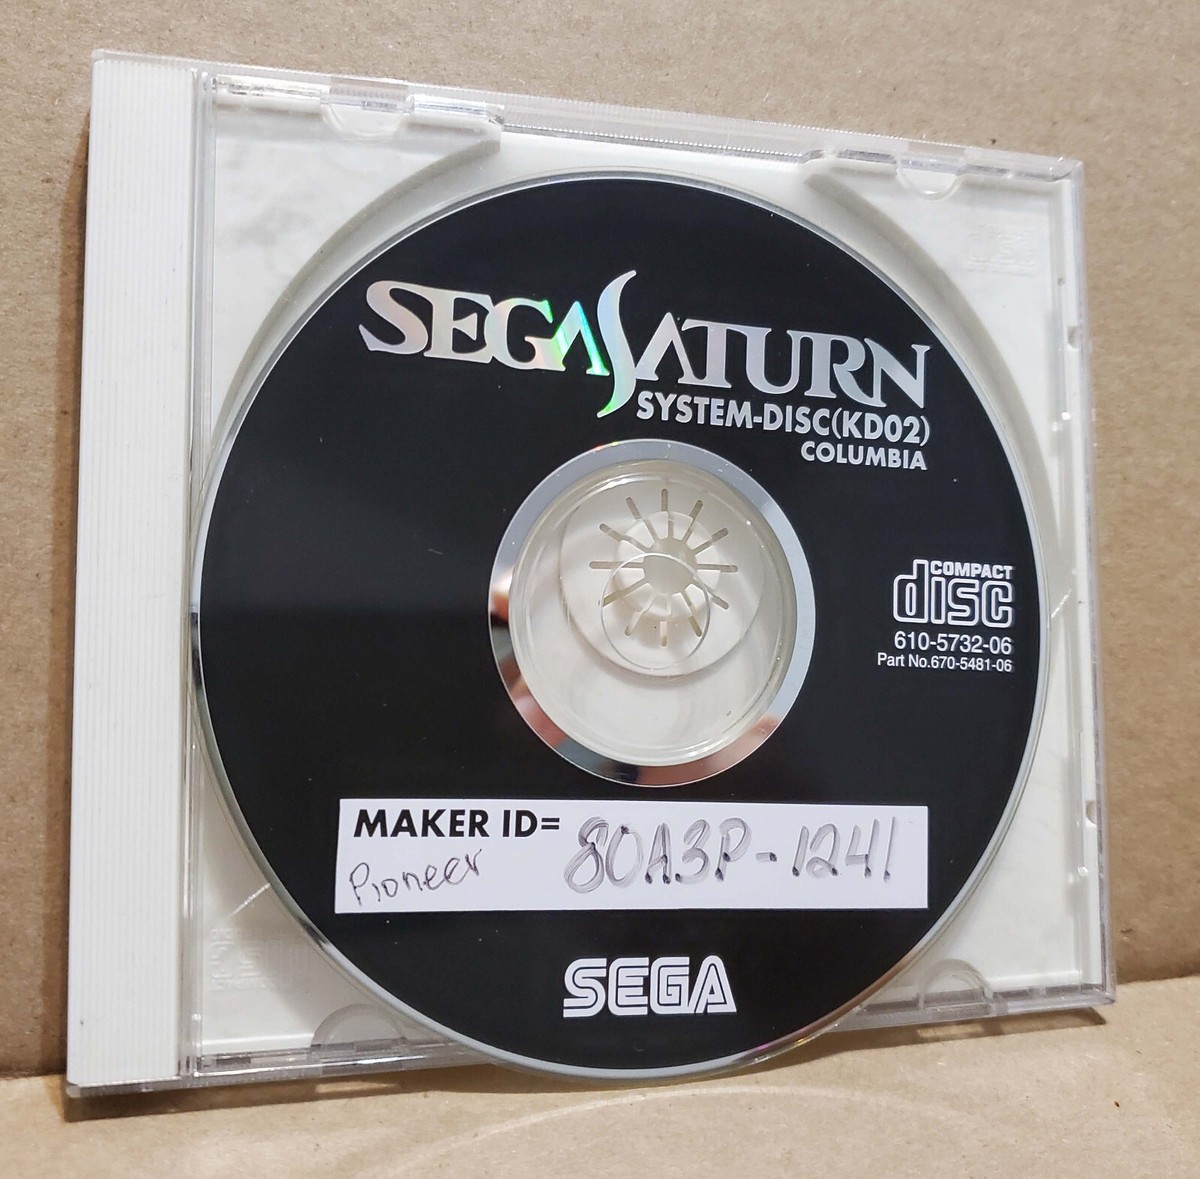 SEGA SATURN
SYSTEM-DISC(KD02)
COLUMBIA
COMPACT
disc
610-5732-06
Part No.670-5481-06
MAKER ID= 80A3P-1241
Pioneer
SEGA